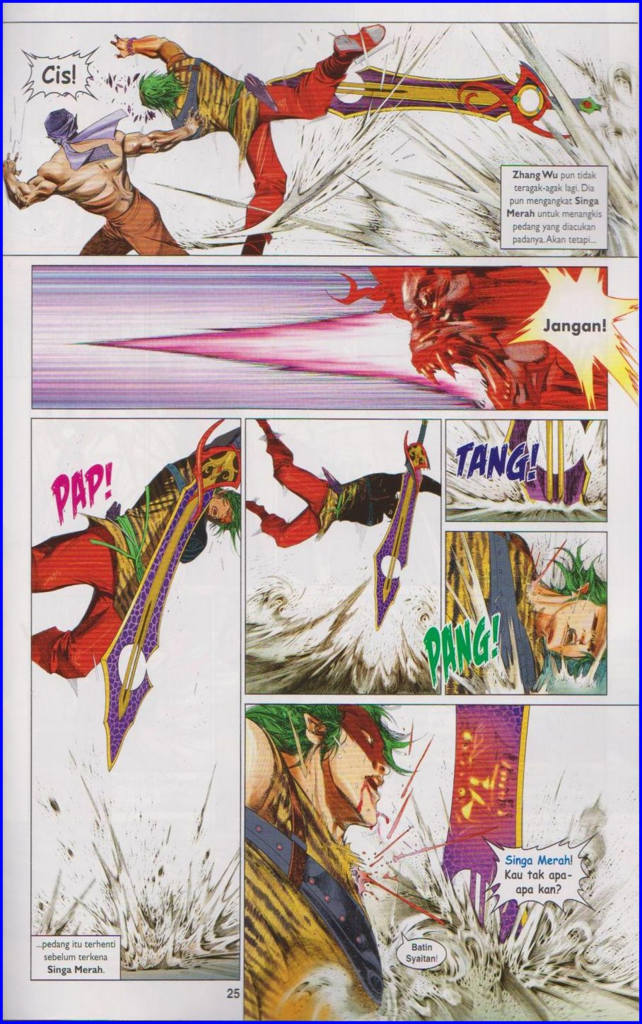 Cis!
Zhang Wu pun tidak
teragak-agak lagi. Dia
pun mengangkat Singa
Merah untuk menangkis
pedang yang diacukan
padanya. Akan tetapi...
Jangan!
PAP!
TANG!
PANG!
...pedang itu terhenti
sebelum terkena
Singa Merah.
Singa Merah!
Kau tak apa-
apa kan?
Batin
Syaitan!
25